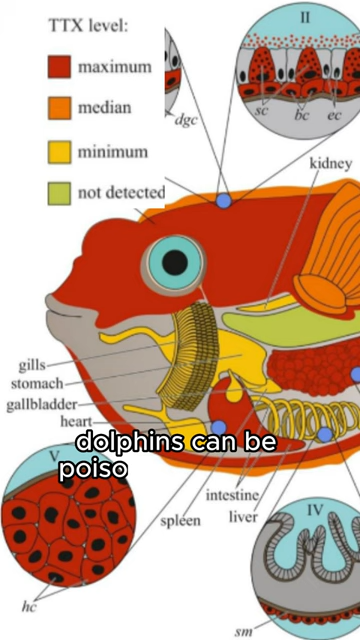 TTX level:
maximum
median
minimum
not detected
II
dgc
sc bc ec
kidney
gills
stomach
gallbladder
heart
dolphins can be
poiso
V
intestine
spleen
liver
IV
hc
sm